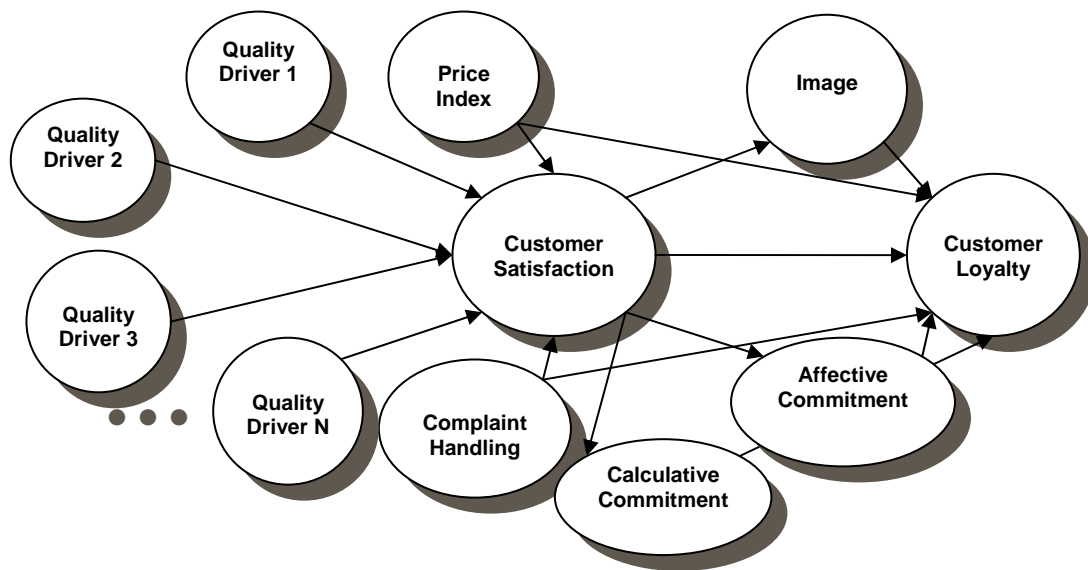 Quality
Driver 1
Price
Index
Image
Quality
Driver 2
Customer
Satisfaction
Customer
Loyalty
Quality
Driver 3
Quality
Driver N
Complaint
Handling
Affective
Commitment
Calculative
Commitment